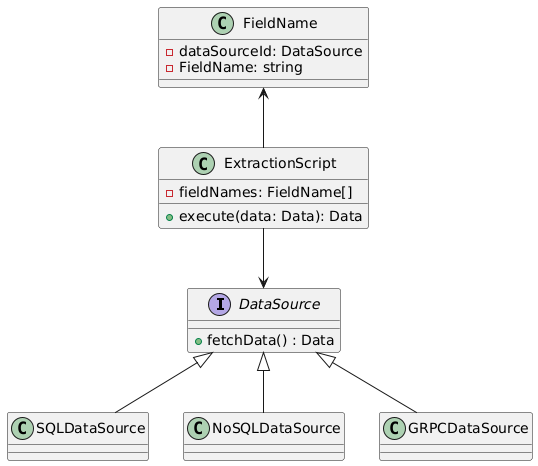 C FieldName
dataSourceId: DataSource
FieldName: string
C ExtractionScript
fieldNames: FieldName[]
execute(data: Data): Data
I DataSource
fetchData() : Data
C SQLDataSource
C NoSQLDataSource
C GRPCDataSource